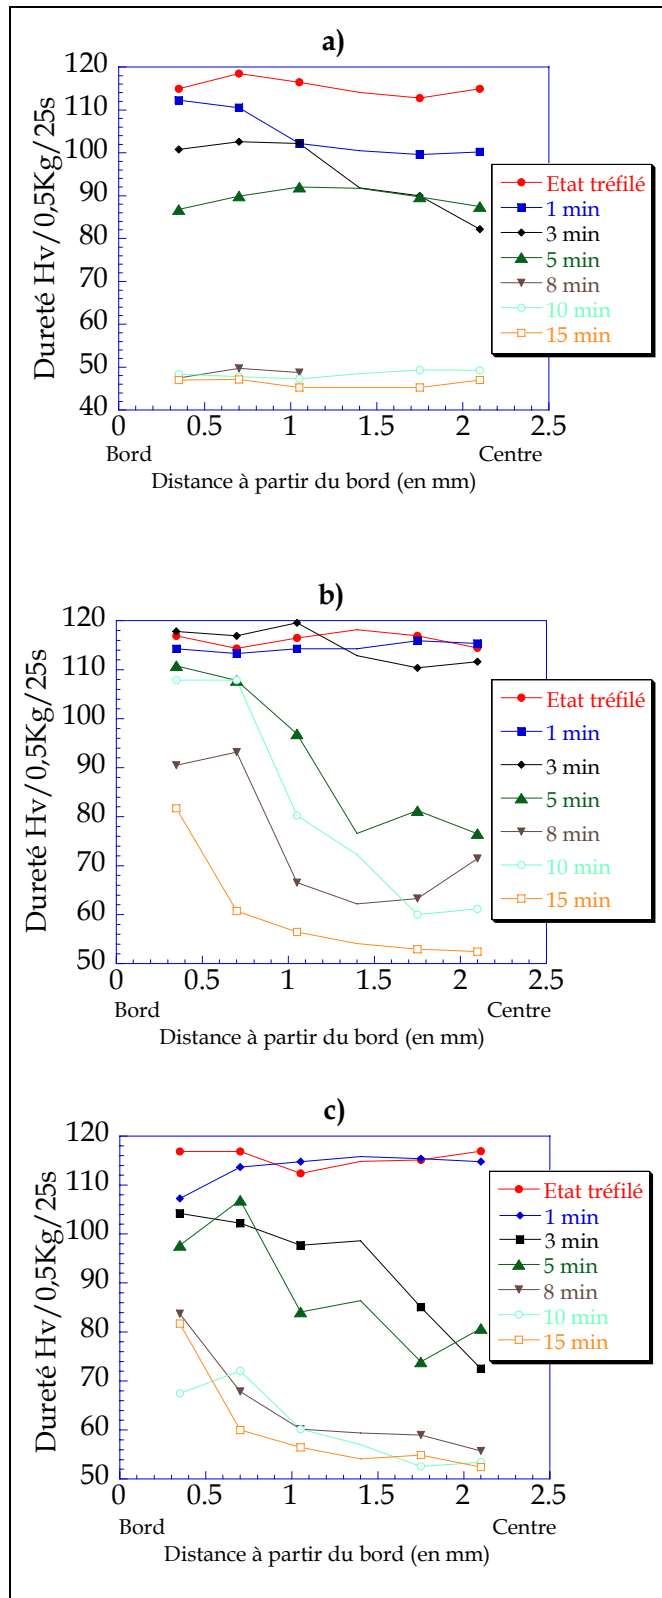 a)
Dureté Hv/0,5Kg/25s
120
110
100
90
80
70
60
50
40
0
0.5
1
1.5
2
2.5
Bord
Centre
Distance à partir du bord (en mm)
Etat tréfilé
1 min
3 min
5 min
8 min
10 min
15 min
b)
Dureté Hv/0,5Kg/25s
120
110
100
90
80
70
60
50
0
0.5
1
1.5
2
2.5
Bord
Centre
Distance à partir du bord (en mm)
Etat tréfilé
1 min
3 min
5 min
8 min
10 min
15 min
c)
Dureté Hv/0,5Kg/25s
120
110
100
90
80
70
60
50
0
0.5
1
1.5
2
2.5
Bord
Centre
Distance à partir du bord (en mm)
Etat tréfilé
1 min
3 min
5 min
8 min
10 min
15 min